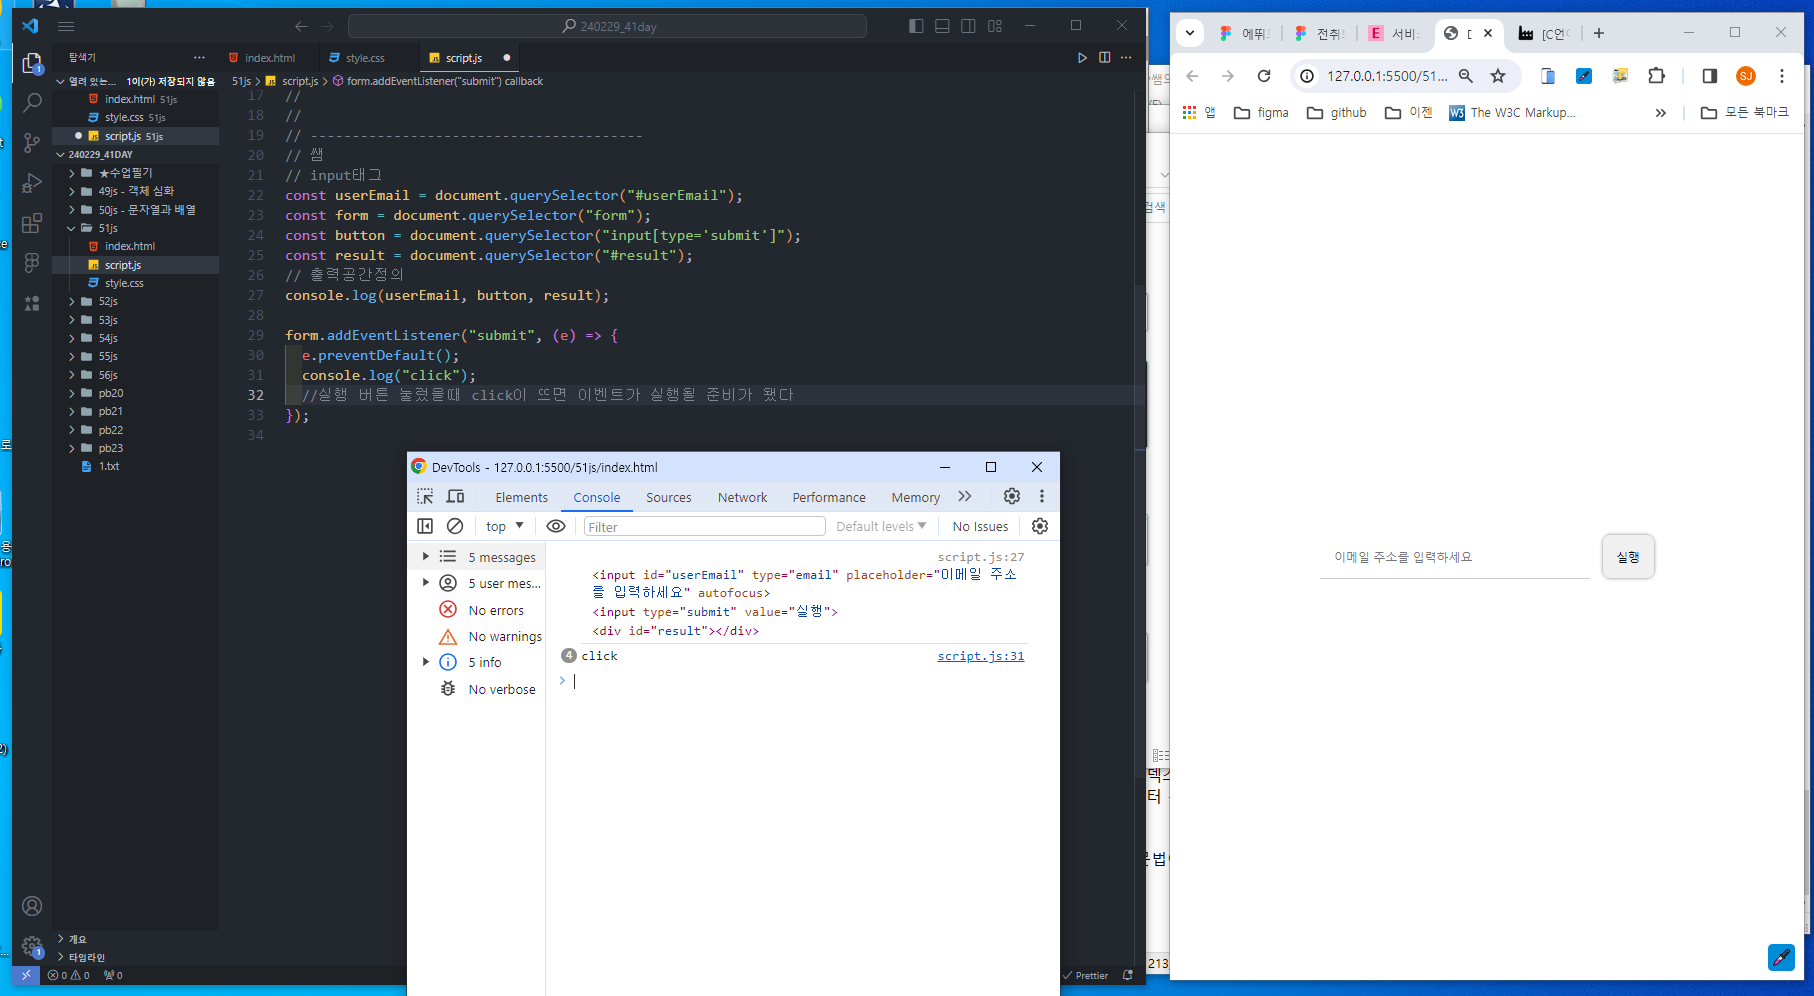 240229_41day
탐색기
index.html
style.css
script.js
열려 있는... 1이(가) 저장되지 않음
index.html 51js
style.css 51js
script.js 51js
240229_41DAY
★수업필기
49js - 객체 심화
50js - 문자열과 배열
51js
index.html
script.js
style.css
52js
53js
54js
55js
56js
pb20
pb21
pb22
pb23
1.txt
개요
타임라인
0 0 0
Prettier
51js > script.js > form.addEventListener("submit") callback
17 //
18 //
19 // ----------------------------------------
20 // 쌤
21 // input태그
22 const userEmail = document.querySelector("#userEmail");
23 const form = document.querySelector("form");
24 const button = document.querySelector("input[type='submit']");
25 const result = document.querySelector("#result");
26 // 출력공간정의
27 console.log(userEmail, button, result);
28
29 form.addEventListener("submit", (e) => {
30 e.preventDefault();
31 console.log("click");
32 //실행 버튼 눌렀을때 click이 뜨면 이벤트가 실행될 준비가 됐다
33 });
34
DevTools - 127.0.0.1:5500/51js/index.html
Elements Console Sources Network Performance Memory
top Filter Default levels No Issues
5 messages
5 user mes...
No errors
No warnings
5 info
No verbose
script.js:27
<input id="userEmail" type="email" placeholder="이메일 주소
를 입력하세요" autofocus>
<input type="submit" value="실행">
<div id="result"></div>
4 click script.js:31
에뛰
전취
E 서비
[C언
127.0.0.1:5500/51...
SJ
앱 figma github 이젠 The W3C Markup... 모든 북마크
이메일 주소를 입력하세요 실행
검색
터
213